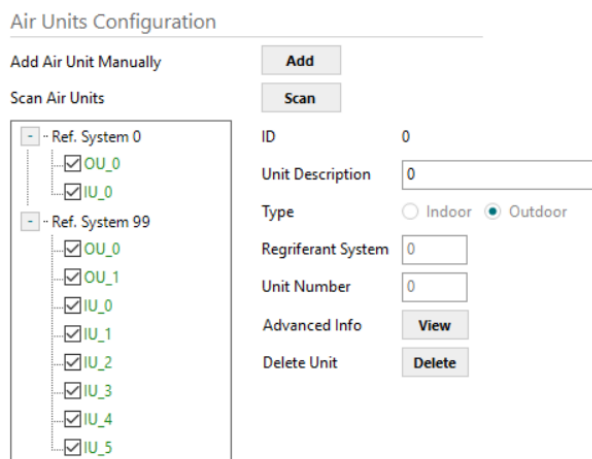 Air Units Configuration
Add Air Unit Manually Add
Scan Air Units Scan
- Ref. System 0
OU_0
IU_0
- Ref. System 99
OU_0
OU_1
IU_0
IU_1
IU_2
IU_3
IU_4
IU_5
ID 0
Unit Description 0
Type Indoor Outdoor
Regriferant System 0
Unit Number 0
Advanced Info View
Delete Unit Delete